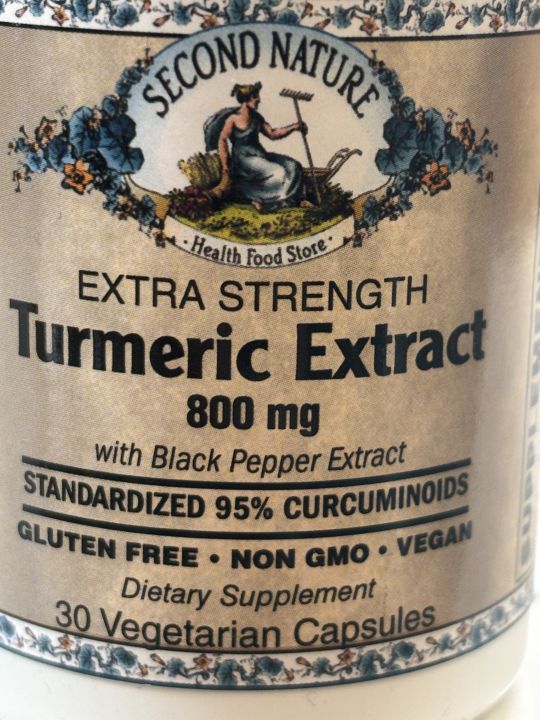 SECOND NATURE
· Health Food Store ·
EXTRA STRENGTH
Turmeric Extract
800 mg
with Black Pepper Extract
STANDARDIZED 95% CURCUMINOIDS
GLUTEN FREE • NON GMO • VEGAN
Dietary Supplement
30 Vegetarian Capsules